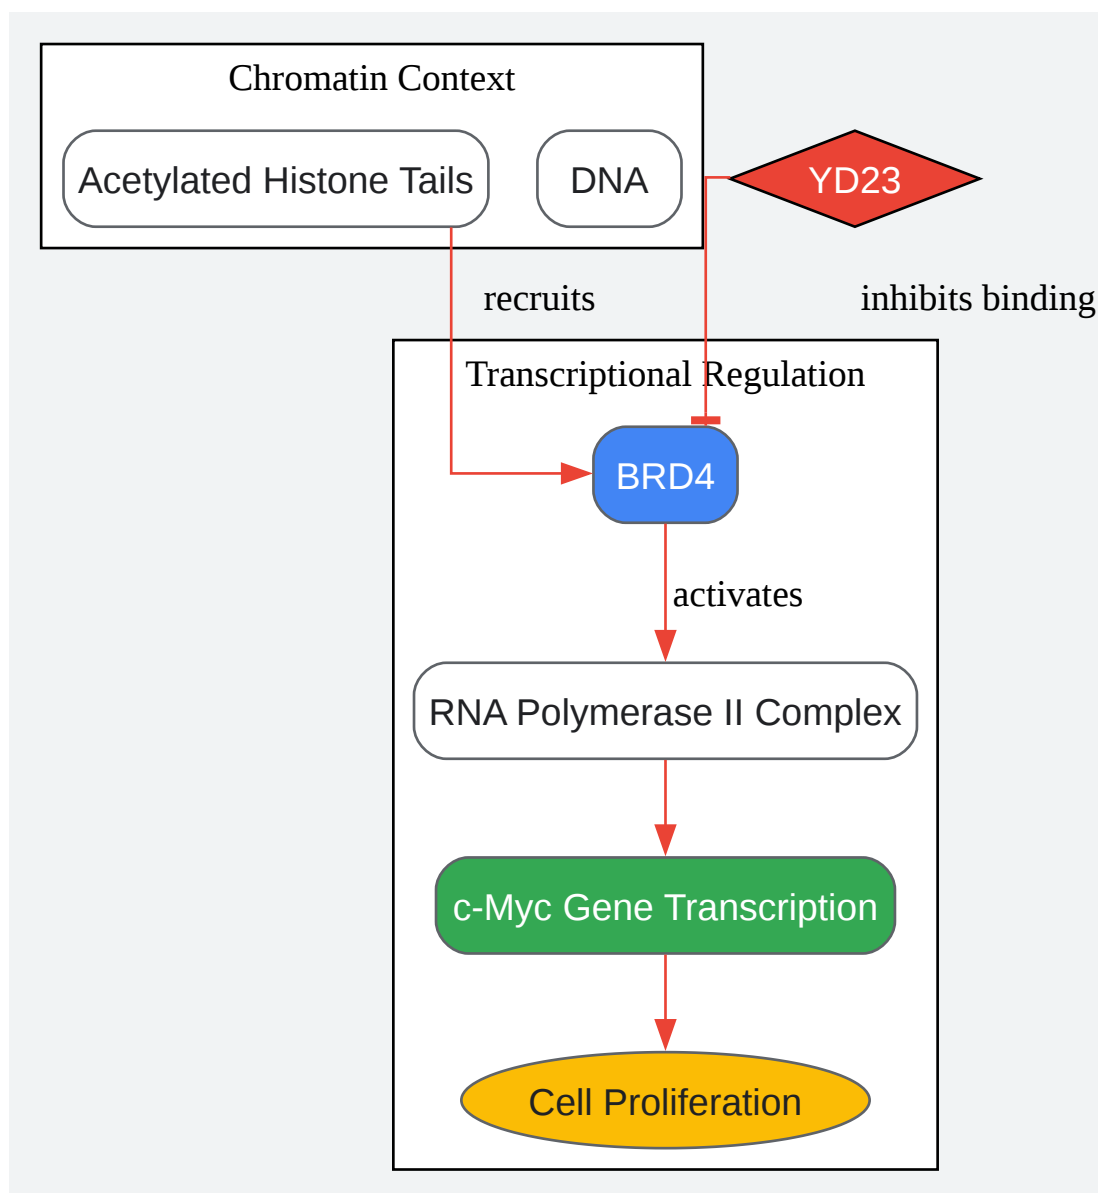 Chromatin Context
Acetylated Histone Tails
DNA
YD23
recruits
inhibits binding
Transcriptional Regulation
BRD4
activates
RNA Polymerase II Complex
c-Myc Gene Transcription
Cell Proliferation